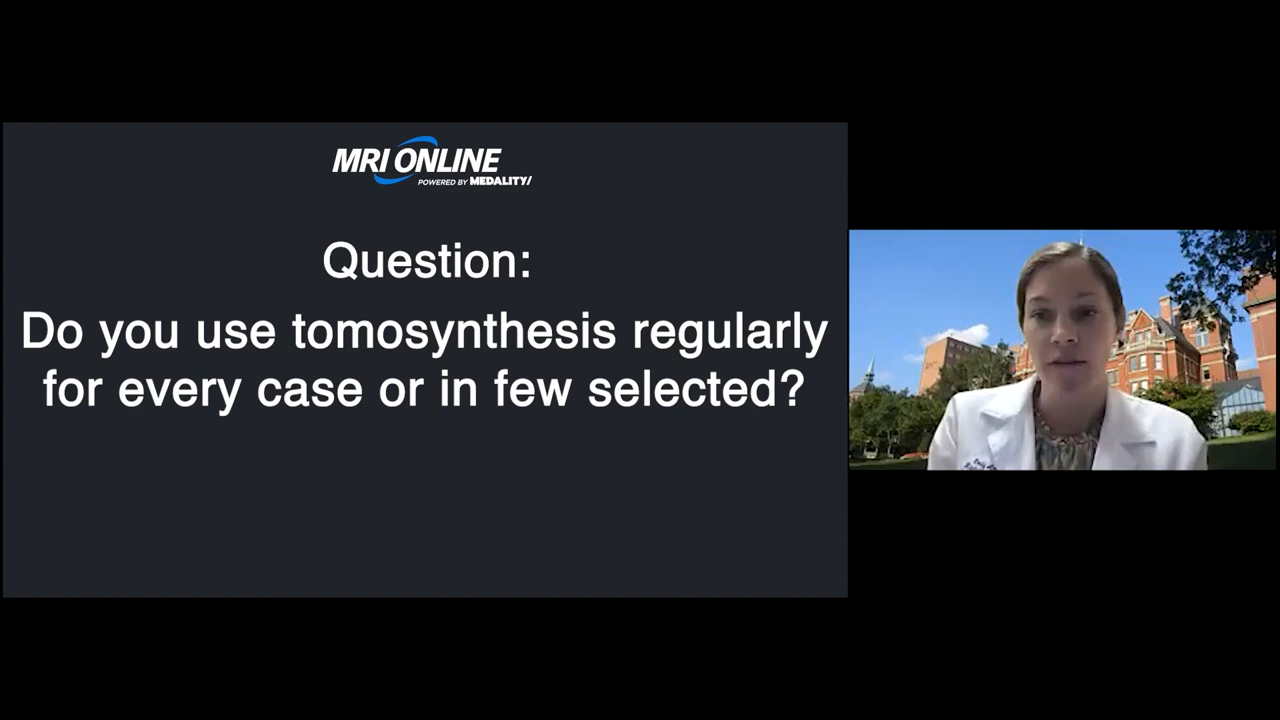 MRI ONLINE
POWERED BY MEDALITY/
Question:
Do you use tomosynthesis regularly
for every case or in few selected?